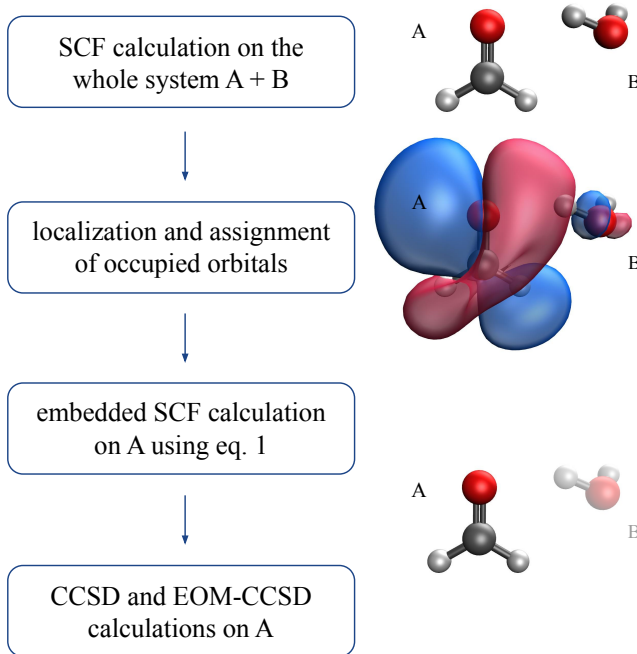 SCF calculation on the
whole system A + B
A
B
localization and assignment
of occupied orbitals
A
B
embedded SCF calculation
on A using eq. 1
A
B
CCSD and EOM-CCSD
calculations on A